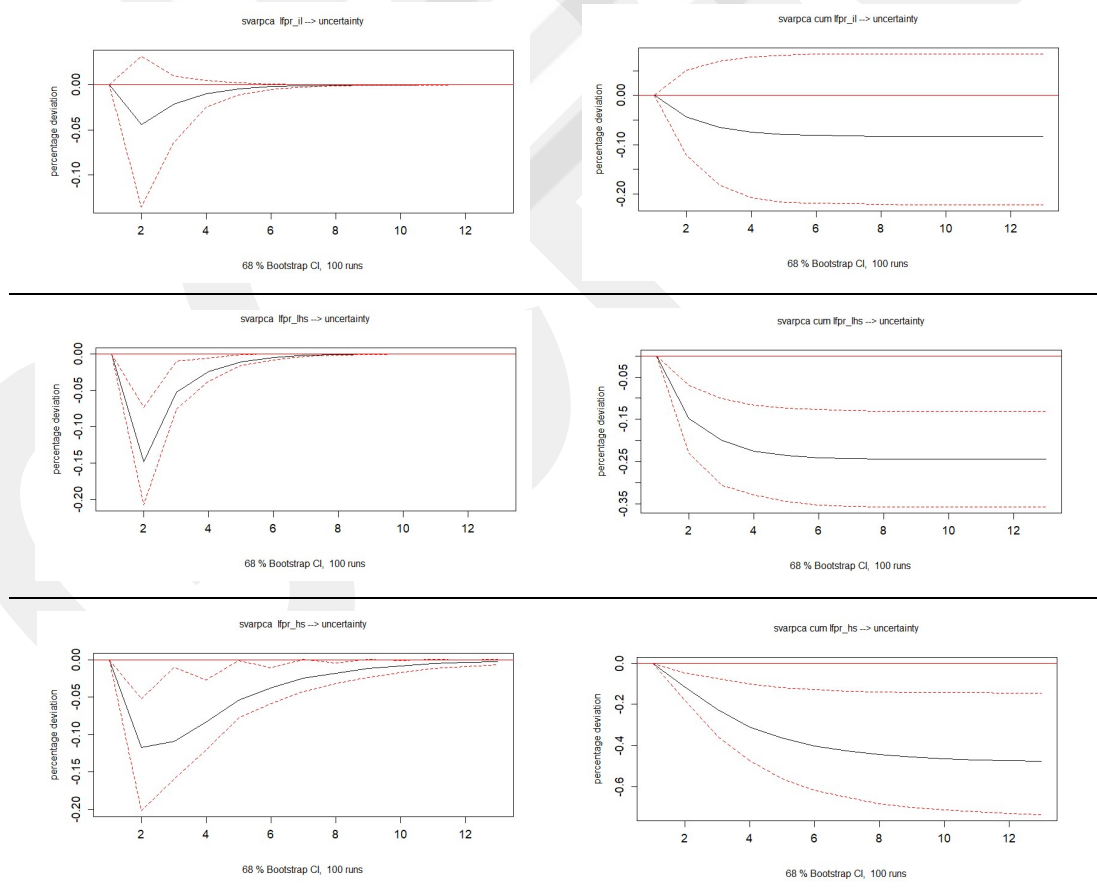 svarpca lfpr_il --> uncertainty
percentage deviation
0.00
-0.05
-0.10
2 4 6 8 10 12
68 % Bootstrap CI, 100 runs
svarpca cum lfpr_il --> uncertainty
percentage deviation
0.00
-0.10
-0.20
2 4 6 8 10 12
68 % Bootstrap CI, 100 runs
svarpca lfpr_lhs --> uncertainty
percentage deviation
0.00
-0.05
-0.10
-0.15
-0.20
2 4 6 8 10 12
68 % Bootstrap CI, 100 runs
svarpca cum lfpr_lhs --> uncertainty
percentage deviation
-0.05
-0.15
-0.25
-0.35
2 4 6 8 10 12
68 % Bootstrap CI, 100 runs
svarpca lfpr_hs --> uncertainty
percentage deviation
0.00
-0.05
-0.10
-0.15
-0.20
2 4 6 8 10 12
68 % Bootstrap CI, 100 runs
svarpca cum lfpr_hs --> uncertainty
percentage deviation
0.0
-0.2
-0.4
-0.6
2 4 6 8 10 12
68 % Bootstrap CI, 100 runs